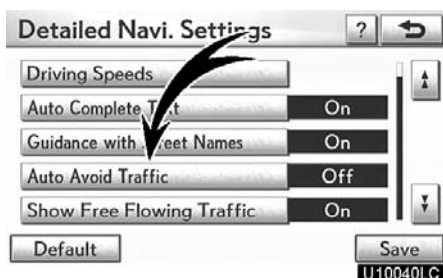 Detailed Navi. Settings ?
Driving Speeds
Auto Complete On
Guidance with Names On
Auto Avoid Traffic Off
Show Free Flowing Traffic On
Default Save
U10040LC